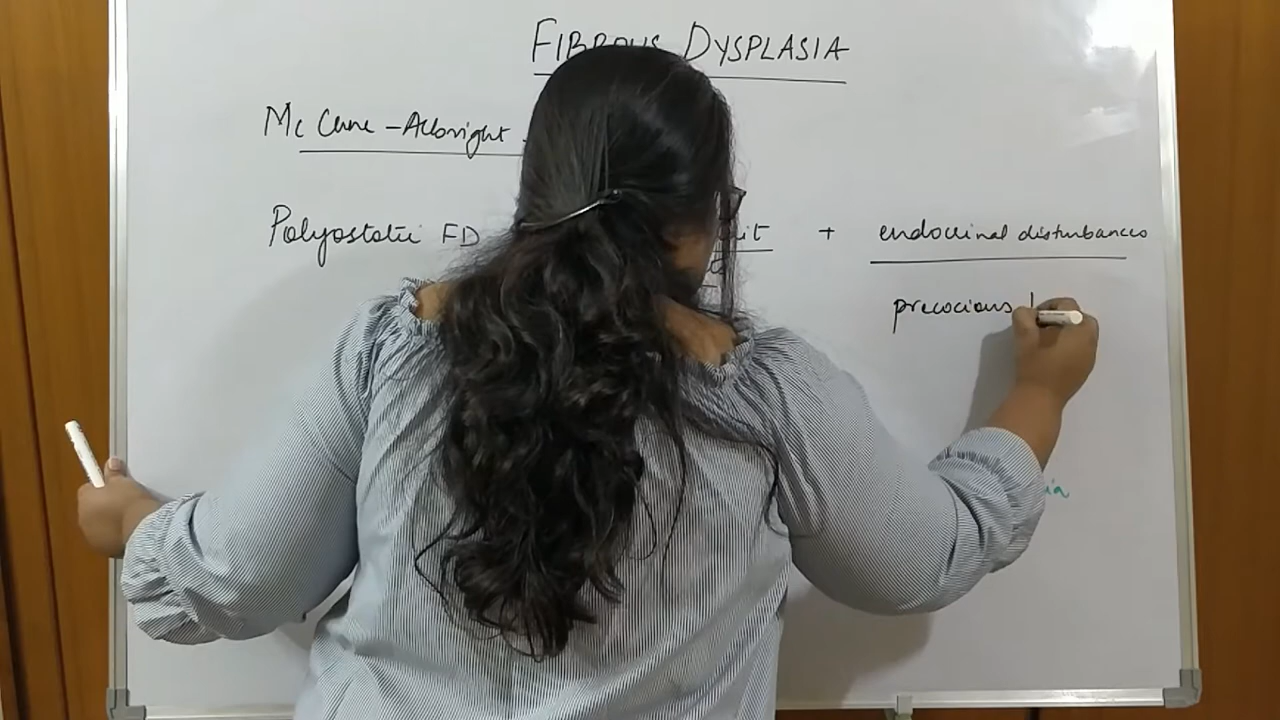 FIBROUS DYSPLASIA
Mc Cune - Albright
Polyostotic FD + endocrinal disturbances
precocious